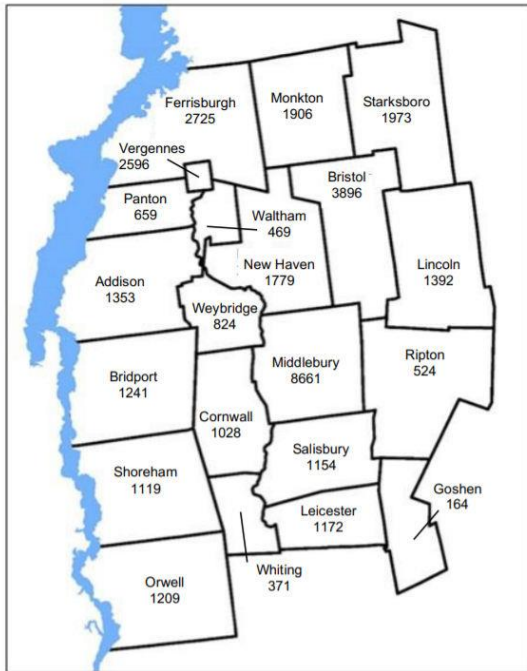 Ferrisburgh
2725
Monkton
1906
Starksboro
1973
Vergennes
2596
Bristol
3896
Panton
659
Waltham
469
New Haven
1779
Lincoln
1392
Addison
1353
Weybridge
824
Bridport
1241
Middlebury
8661
Ripton
524
Cornwall
1028
Shoreham
1119
Salisbury
1154
Goshen
164
Leicester
1172
Whiting
371
Orwell
1209